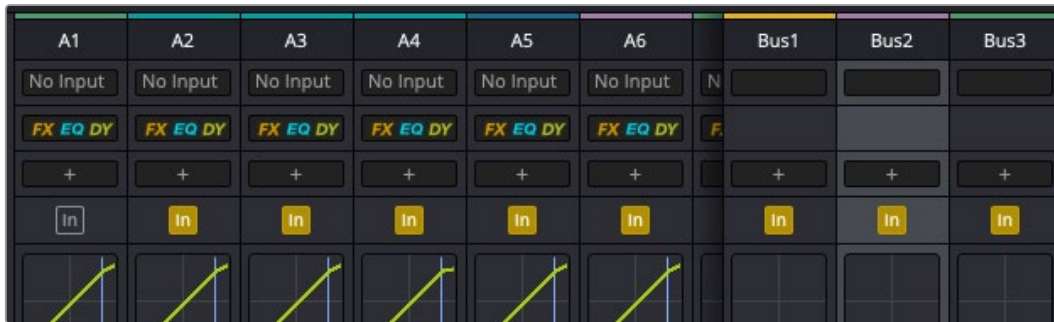 A1 A2 A3 A4 A5 A6 Bus1 Bus2 Bus3
No Input No Input No Input No Input No Input No Input N
FX EQ DY FX EQ DY FX EQ DY FX EQ DY FX EQ DY FX EQ DY F
+ + + + + + + + +
In In In In In In In In In